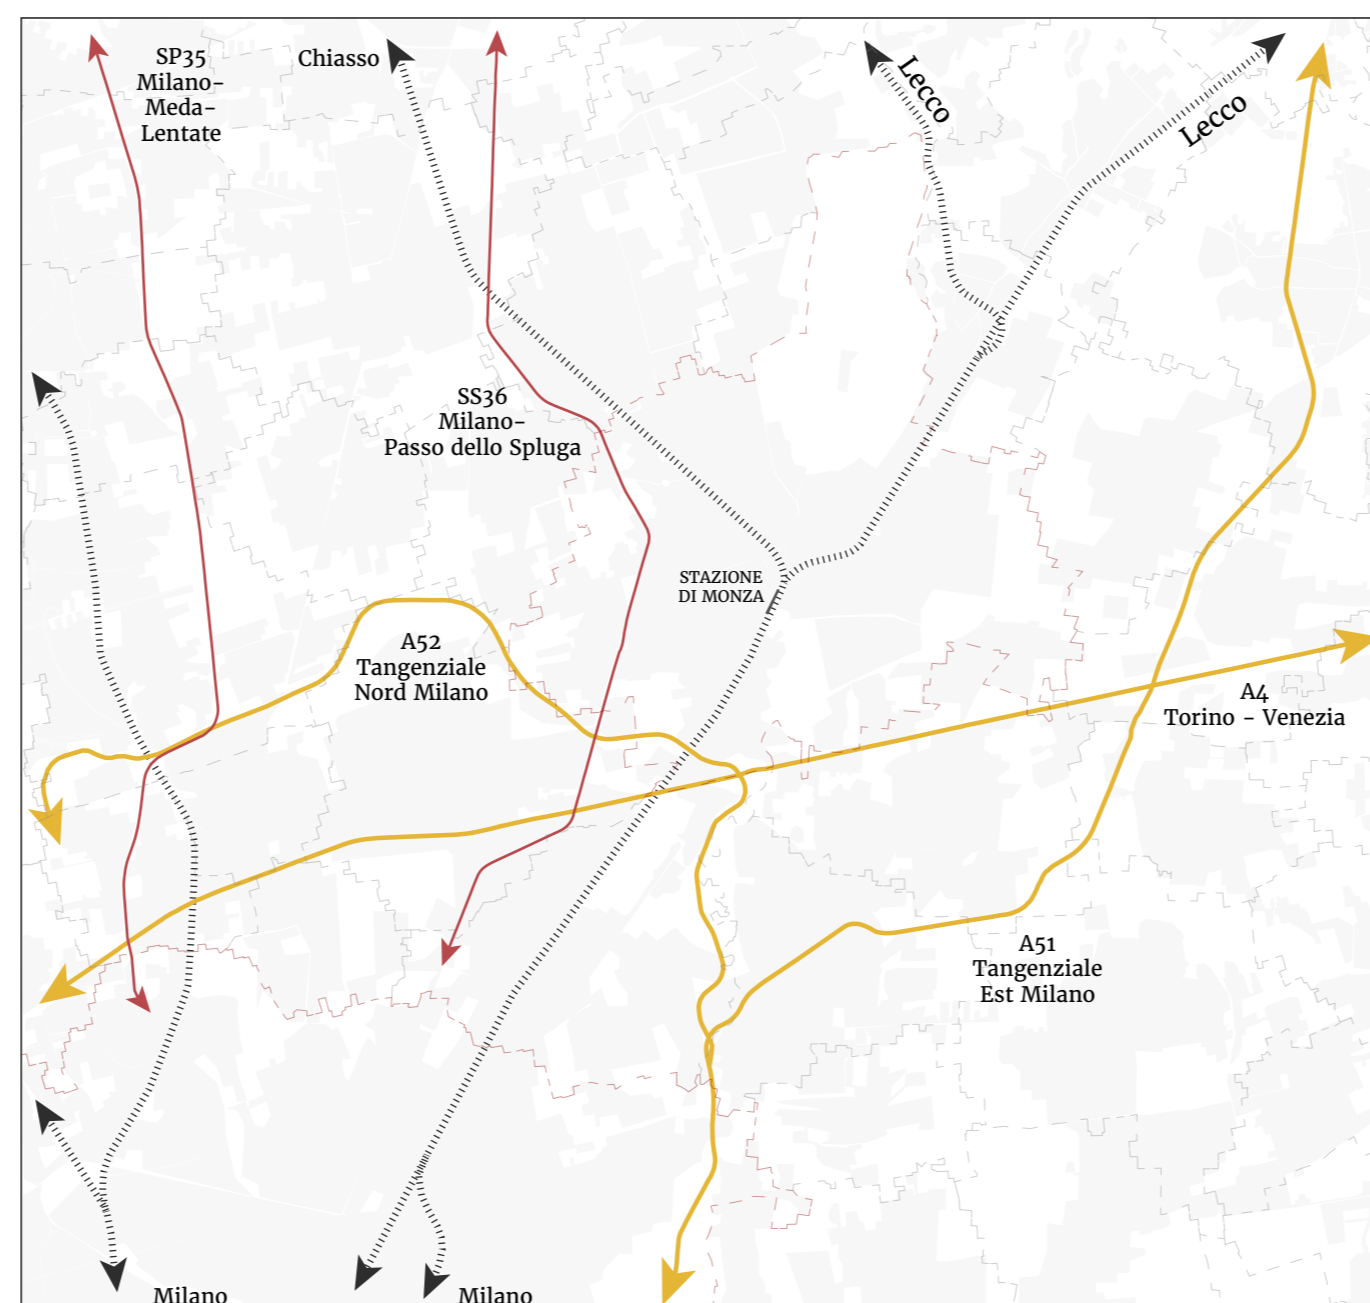 SP35
Milano-
Meda-
Lentate
Chiasso
Lecco
Lecco
SS36
Milano-
Passo dello Spluga
STAZIONE
DI MONZA
A52
Tangenziale
Nord Milano
A4
Torino - Venezia
A51
Tangenziale
Est Milano
Milano
Milano